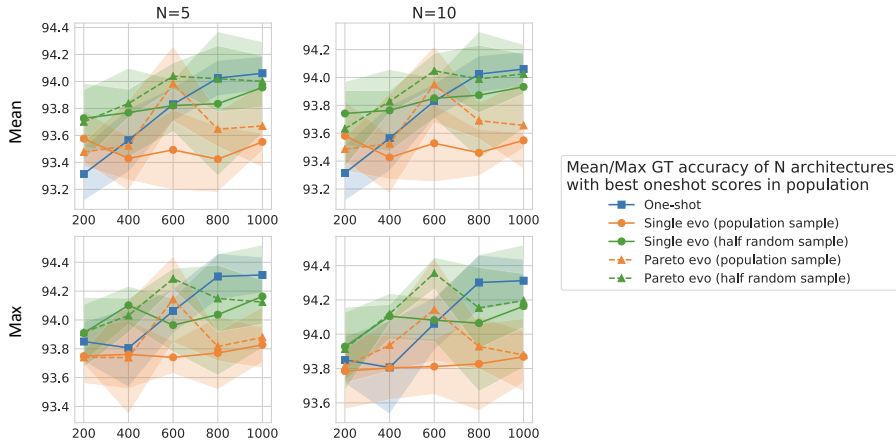 N=5
N=10
94.4
94.2
94.0
93.8
93.6
93.4
93.2
Mean
200 400 600 800 1000
94.2
94.0
93.8
93.6
93.4
93.2
200 400 600 800 1000
94.4
94.2
94.0
93.8
93.6
93.4
Max
200 400 600 800 1000
94.4
94.2
94.0
93.8
93.6
200 400 600 800 1000
Mean/Max GT accuracy of N architectures
with best oneshot scores in population
One-shot
Single evo (population sample)
Single evo (half random sample)
Pareto evo (population sample)
Pareto evo (half random sample)